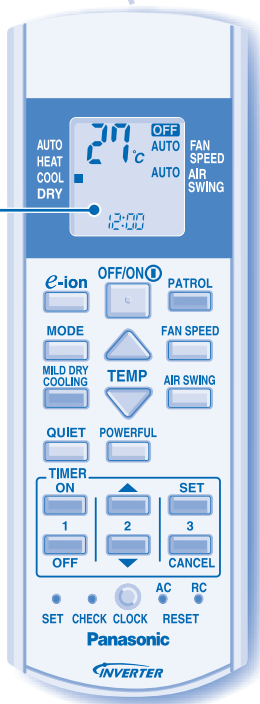 OFF
27°C AUTO
AUTO
HEAT
COOL
DRY
FAN
SPEED
AUTO
AIR
SWING
12:00
e-ion
OFF/ON
PATROL
MODE
FAN SPEED
MILD DRY
COOLING
TEMP
AIR SWING
QUIET
POWERFUL
TIMER
ON
SET
1 2 3
OFF
CANCEL
AC RC
SET CHECK CLOCK RESET
Panasonic
INVERTER